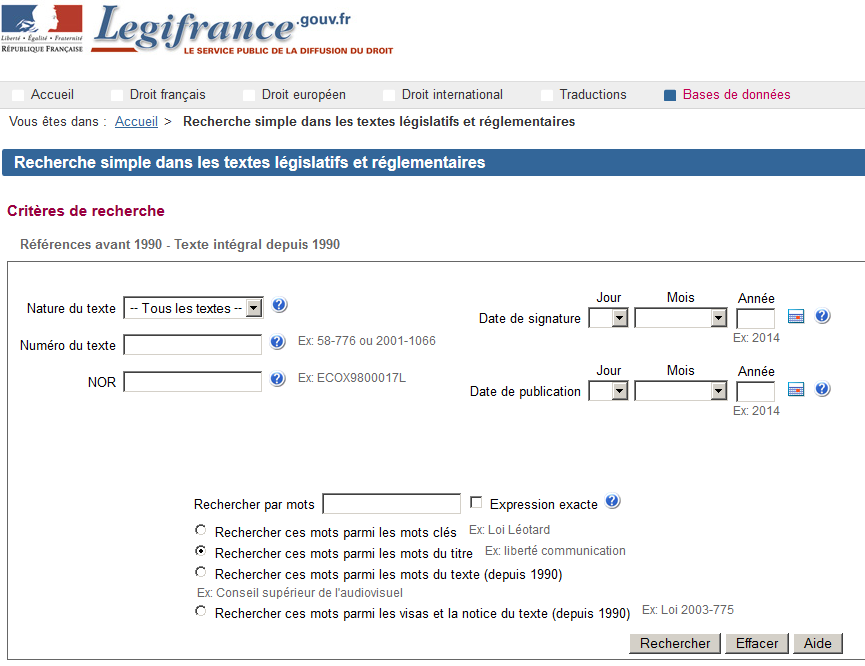 Liberté • Égalité • Fraternité
RÉPUBLIQUE FRANÇAISE
Legifrance.gouv.fr
LE SERVICE PUBLIC DE LA DIFFUSION DU DROIT
Accueil Droit français Droit européen Droit international Traductions Bases de données
Vous êtes dans : Accueil > Recherche simple dans les textes législatifs et réglementaires
Recherche simple dans les textes législatifs et réglementaires
Critères de recherche
Références avant 1990 - Texte intégral depuis 1990
Nature du texte -- Tous les textes --
Numéro du texte Ex: 58-776 ou 2001-1066
NOR Ex: ECOX9800017L
Jour Mois Année
Date de signature
Ex: 2014
Jour Mois Année
Date de publication
Ex: 2014
Rechercher par mots Expression exacte
Rechercher ces mots parmi les mots clés Ex: Loi Léotard
Rechercher ces mots parmi les mots du titre Ex: liberté communication
Rechercher ces mots parmi les mots du texte (depuis 1990)
Ex: Conseil supérieur de l'audiovisuel
Rechercher ces mots parmi les visas et la notice du texte (depuis 1990) Ex: Loi 2003-775
Rechercher Effacer Aide